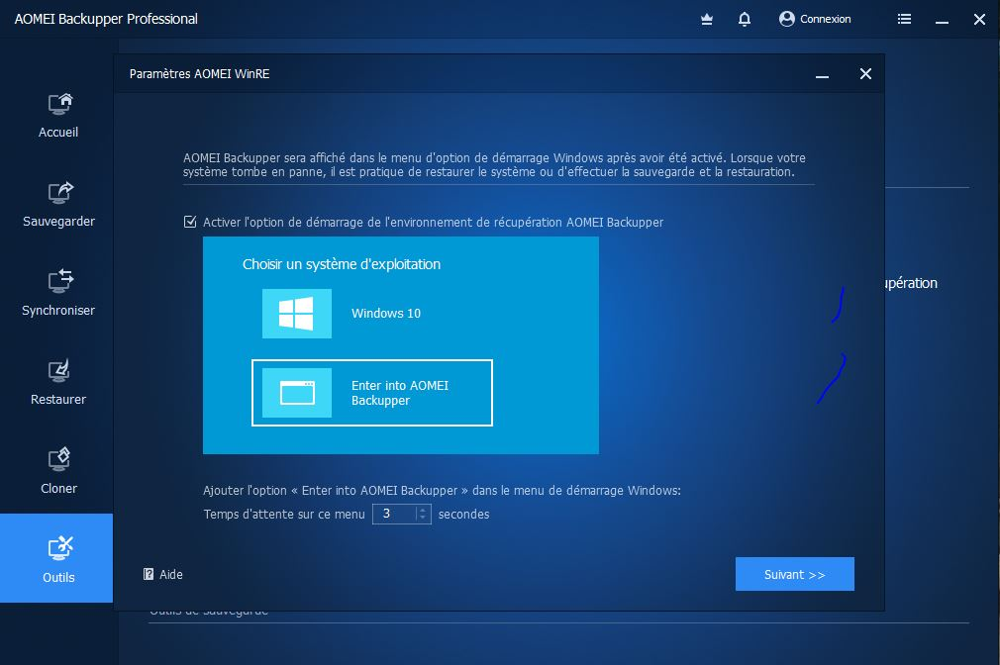 AOMEI Backupper Professional
Connexion
Paramètres AOMEI WinRE
Accueil
Sauvegarder
Synchroniser
Restaurer
Cloner
Outils
AOMEI Backupper sera affiché dans le menu d'option de démarrage Windows après avoir été activé. Lorsque votre
système tombe en panne, il est pratique de restaurer le système ou d'effectuer la sauvegarde et la restauration.
Activer l'option de démarrage de l'environnement de récupération AOMEI Backupper
Choisir un système d'exploitation
Windows 10
Enter into AOMEI
Backupper
upération
Ajouter l'option « Enter into AOMEI Backupper » dans le menu de démarrage Windows:
Temps d'attente sur ce menu 3 secondes
Aide
Suivant >>
Outils de sauvegarde